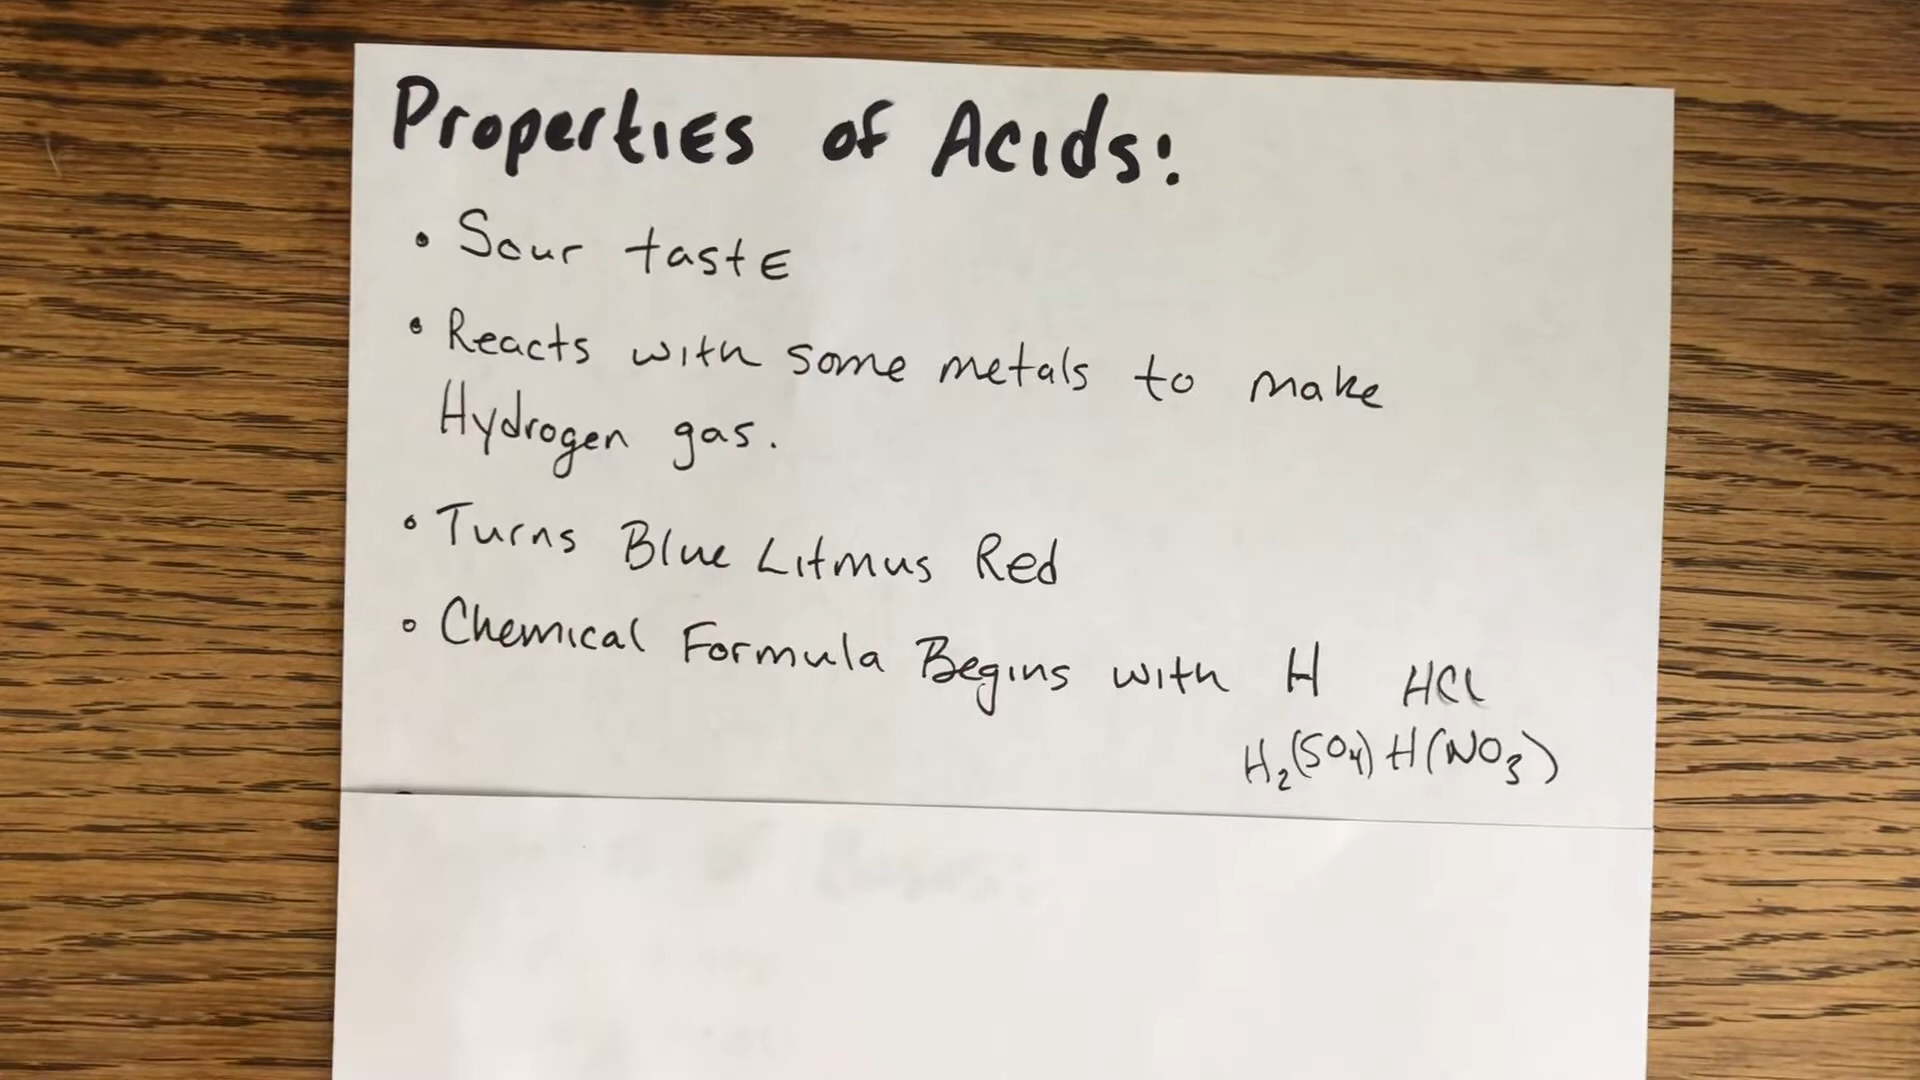 Properties of Acids:
• Sour taste
• Reacts with some metals to make
Hydrogen gas.
• Turns Blue Litmus Red
• Chemical Formula Begins with H HCl
H₂(SO₄) H(NO₃)
Bases: